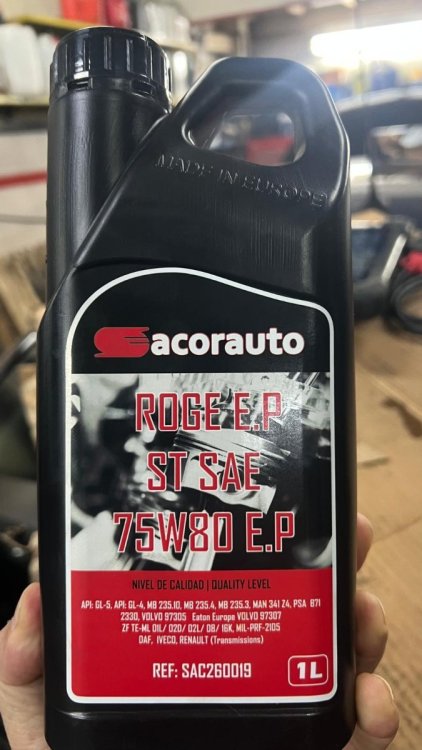 MADE IN EUROPE
Sacorauto
ROGE E.P
ST SAE
75W80 E.P
NIVEL DE CALIDAD | QUALITY LEVEL
API: GL-5, API: GL-4, MB 235.10, MB 235.4, MB 235.3, MAN 341 Z4, PSA B71
2330, VOLVO 97305 Eaton Europe VOLVO 97307
ZF TE-ML 01L/ 02D/ 02L/ 08/ 16K, MIL-PRF-2105
DAF, IVECO, RENAULT (Transmissions)
REF: SAC260019
1L